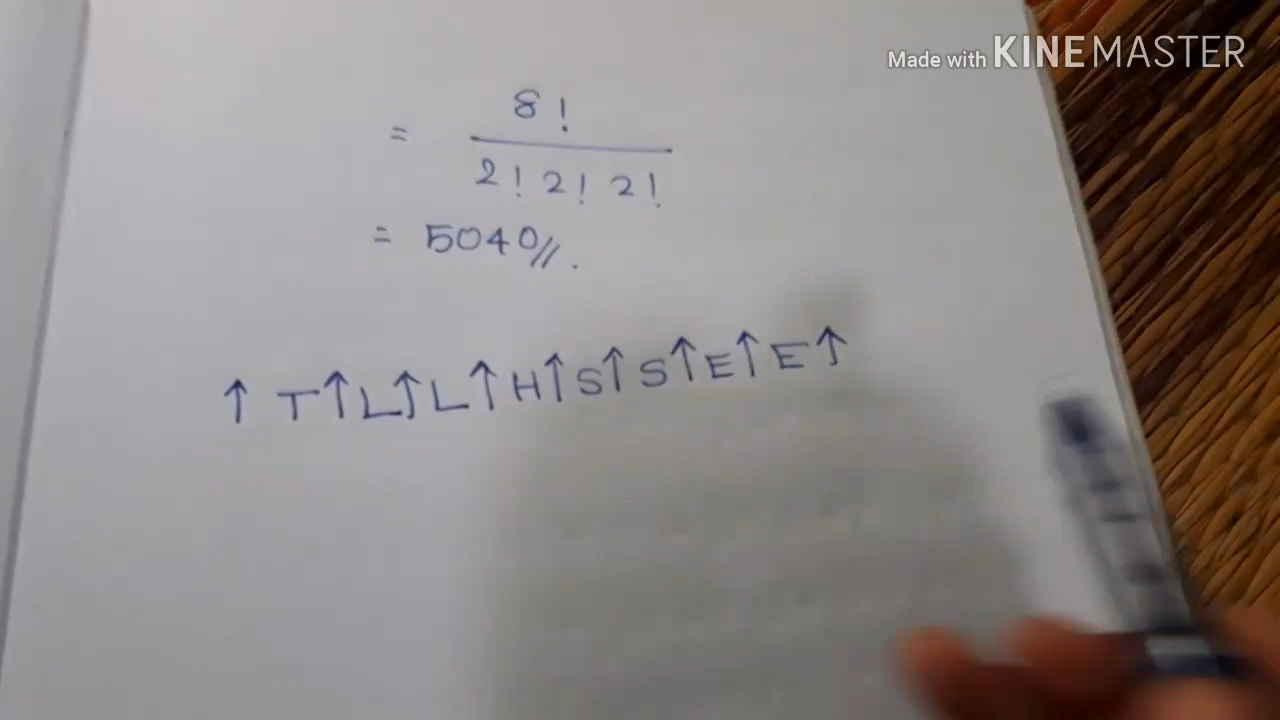 Made with KINEMASTER
= 8!
2! 2! 2!
= 5040//.
↑ T ↑ L ↑ L ↑ H ↑ S ↑ S ↑ E ↑ E ↑